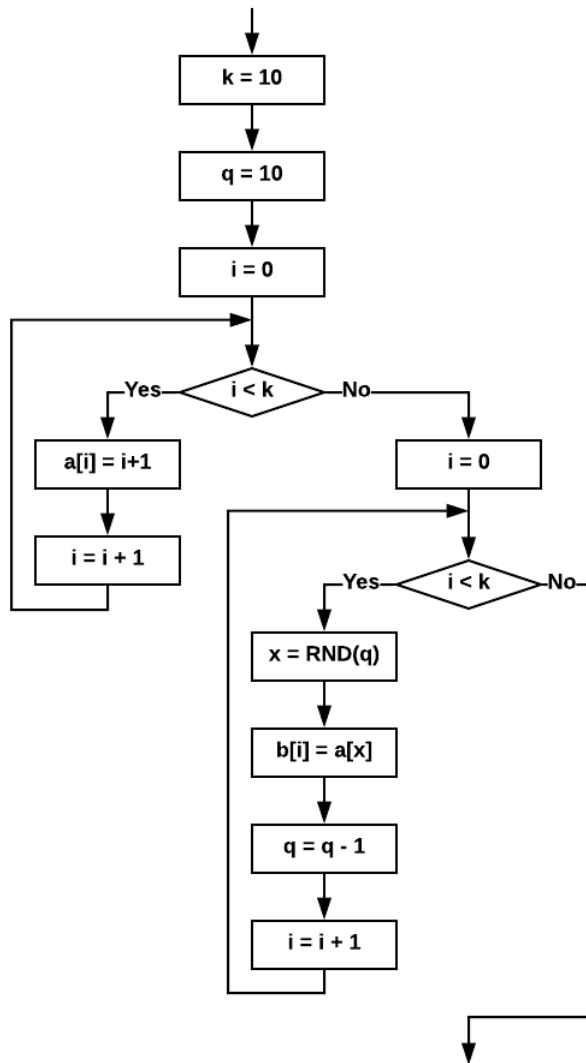 k = 10
q = 10
i = 0
i < k
Yes
No
a[i] = i+1
i = i + 1
i = 0
i < k
Yes
No
x = RND(q)
b[i] = a[x]
q = q - 1
i = i + 1